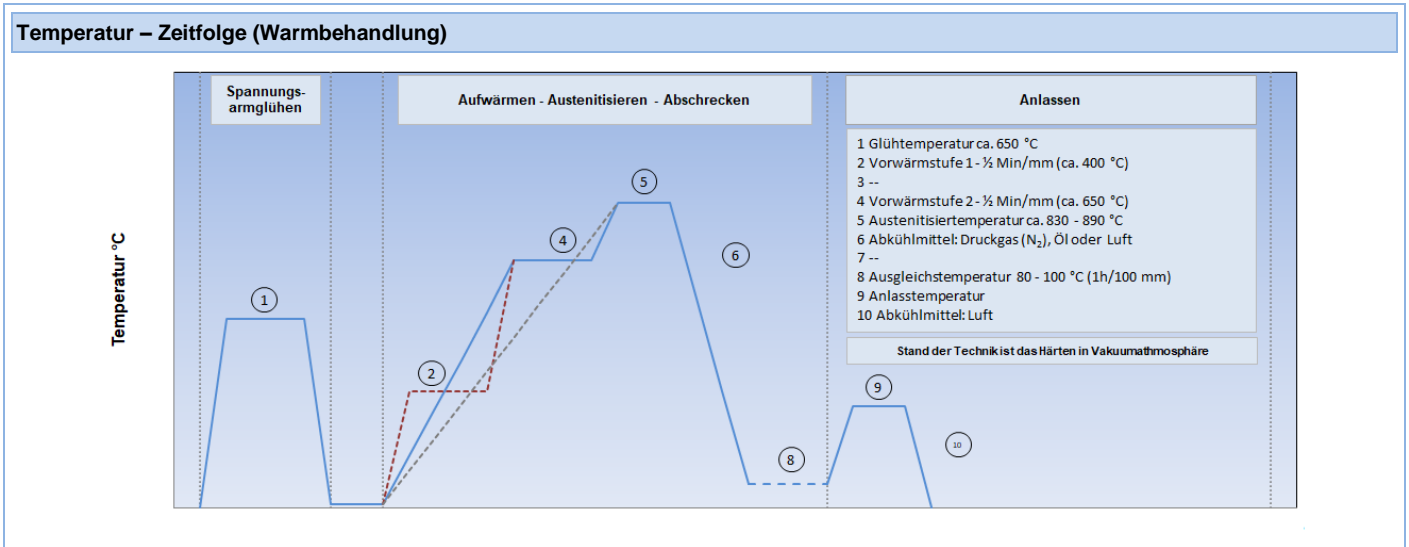 Temperatur – Zeitfolge (Warmbehandlung)
Spannungs-
armglühen
Aufwärmen - Austenitisieren - Abschrecken
Anlassen
1 Glühtemperatur ca. 650 °C
2 Vorwärmstufe 1 - ½ Min/mm (ca. 400 °C)
3 --
4 Vorwärmstufe 2 - ½ Min/mm (ca. 650 °C)
5 Austenitisiertemperatur ca. 830 - 890 °C
6 Abkühlmittel: Druckgas (N₂), Öl oder Luft
7 --
8 Ausgleichstemperatur 80 - 100 °C (1h/100 mm)
9 Anlasstemperatur
10 Abkühlmittel: Luft
Stand der Technik ist das Härten in Vakuumathmosphäre
Temperatur °C
1
2
4
5
6
8
9
10